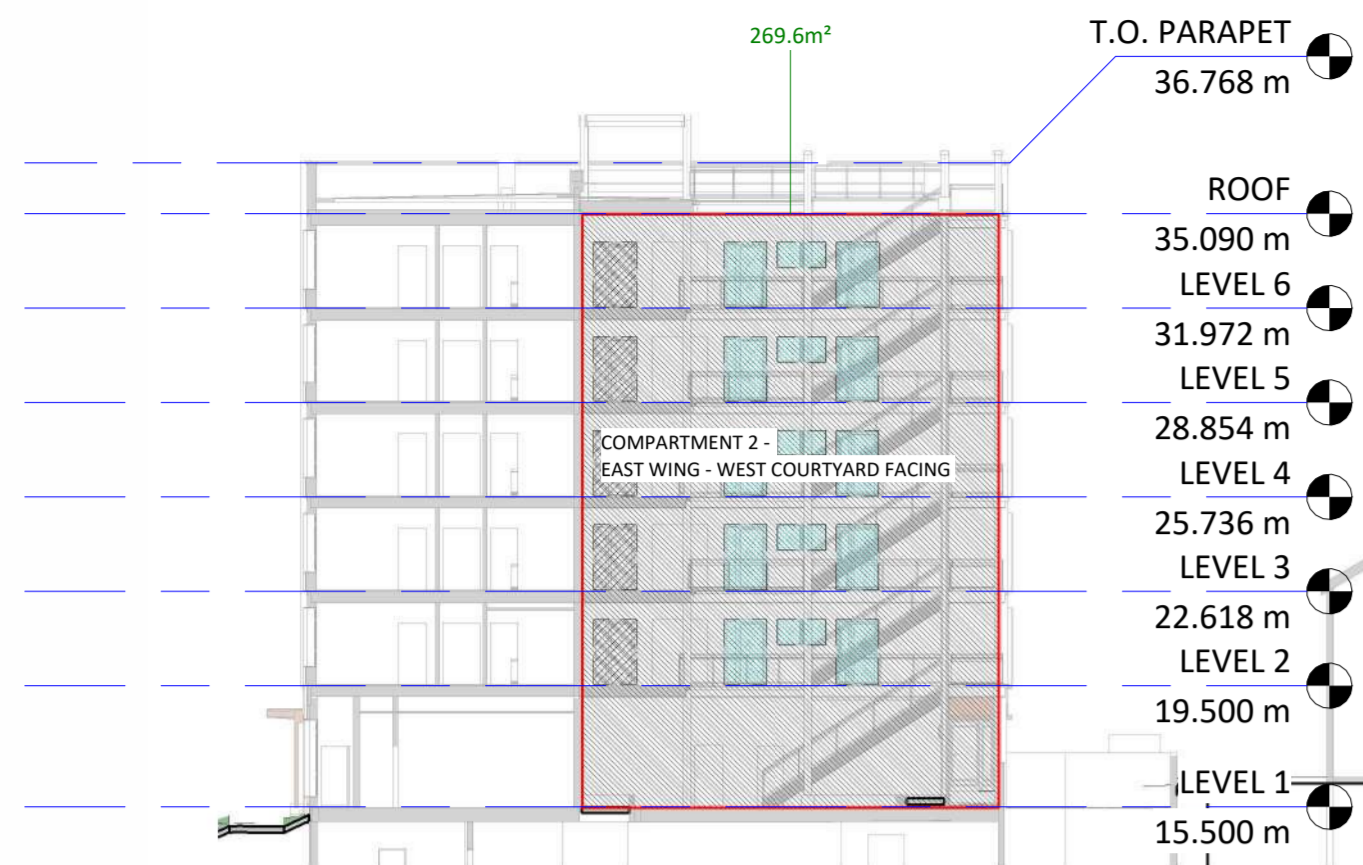 269.6m²
T.O. PARAPET
36.768 m
ROOF
35.090 m
LEVEL 6
31.972 m
LEVEL 5
28.854 m
COMPARTMENT 2 -
EAST WING - WEST COURTYARD FACING
LEVEL 4
25.736 m
LEVEL 3
22.618 m
LEVEL 2
19.500 m
LEVEL 1
15.500 m